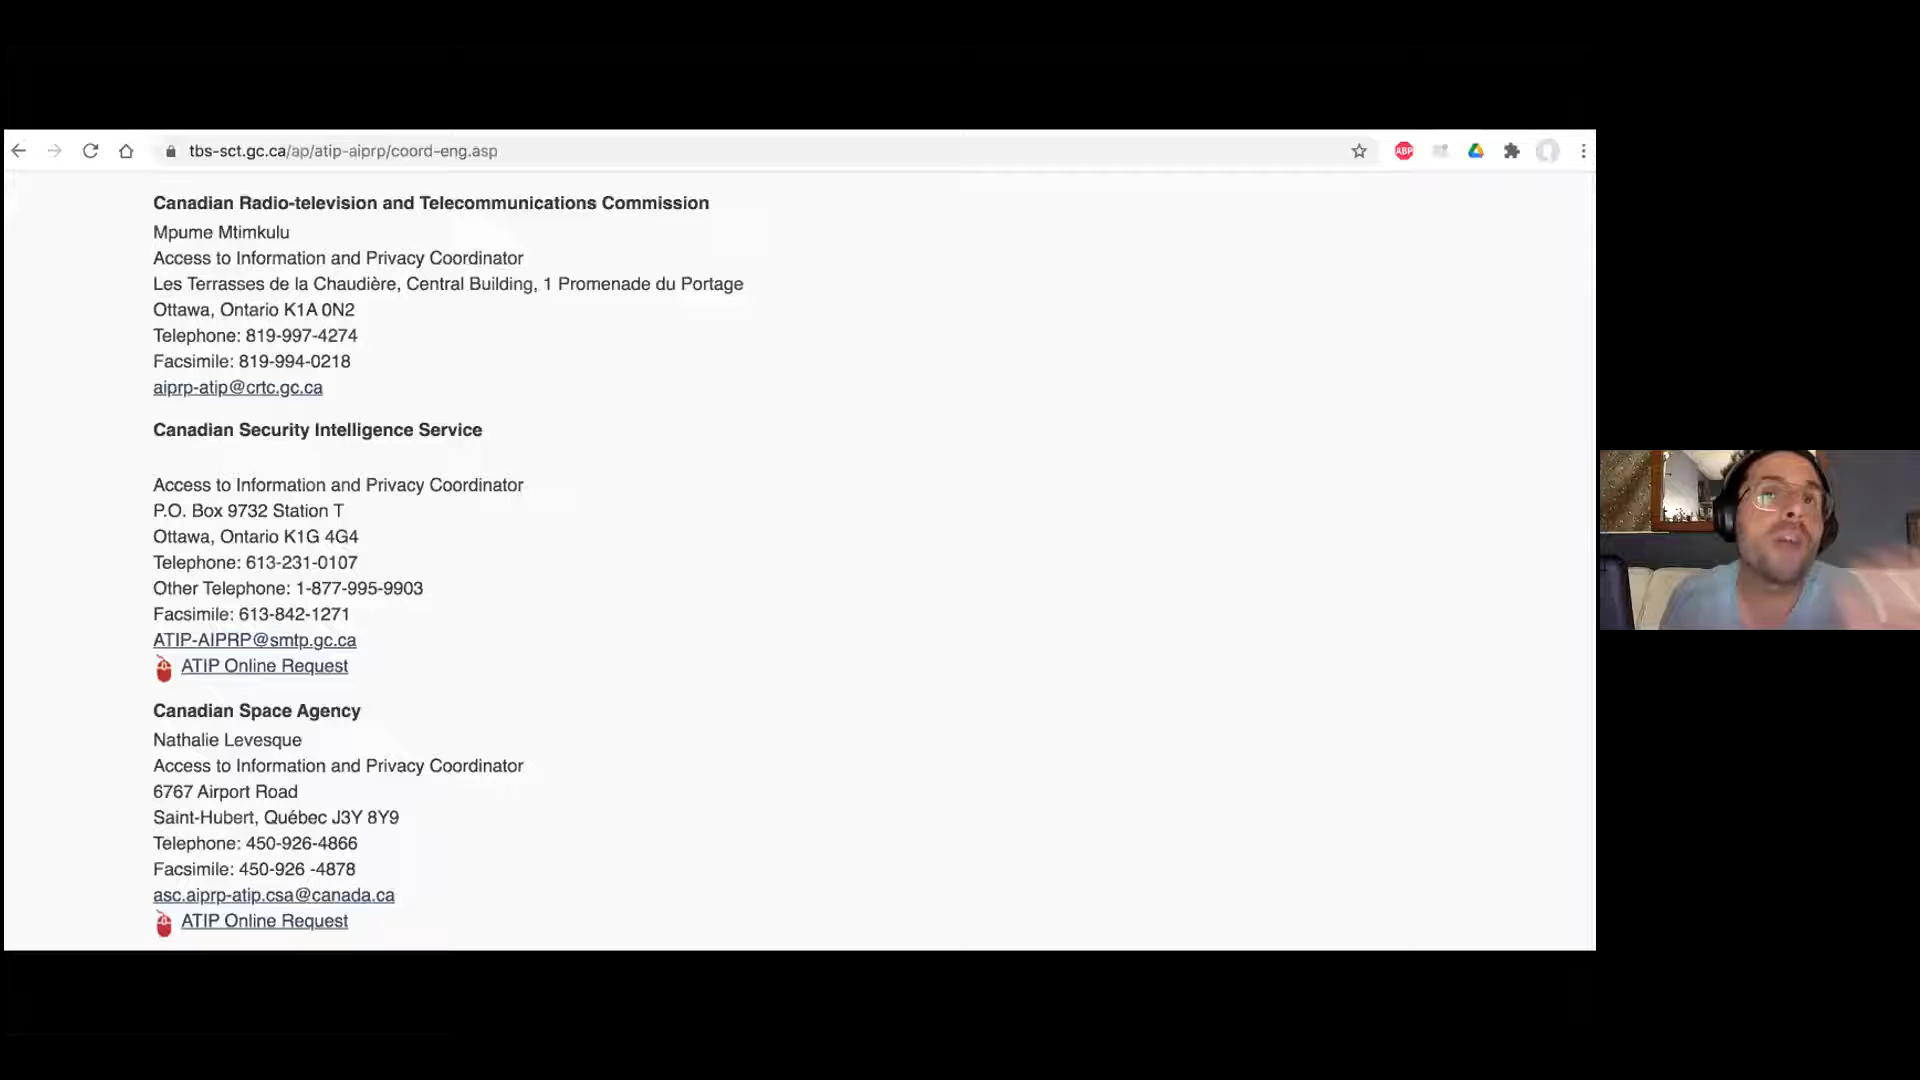 tbs-sct.gc.ca/ap/atip-aiprp/coord-eng.asp
ABP
Canadian Radio-television and Telecommunications Commission
Mpume Mtimkulu
Access to Information and Privacy Coordinator
Les Terrasses de la Chaudière, Central Building, 1 Promenade du Portage
Ottawa, Ontario K1A 0N2
Telephone: 819-997-4274
Facsimile: 819-994-0218
aiprp-atip@crtc.gc.ca
Canadian Security Intelligence Service
Access to Information and Privacy Coordinator
P.O. Box 9732 Station T
Ottawa, Ontario K1G 4G4
Telephone: 613-231-0107
Other Telephone: 1-877-995-9903
Facsimile: 613-842-1271
ATIP-AIPRP@smtp.gc.ca
ATIP Online Request
Canadian Space Agency
Nathalie Levesque
Access to Information and Privacy Coordinator
6767 Airport Road
Saint-Hubert, Québec J3Y 8Y9
Telephone: 450-926-4866
Facsimile: 450-926 -4878
asc.aiprp-atip.csa@canada.ca
ATIP Online Request